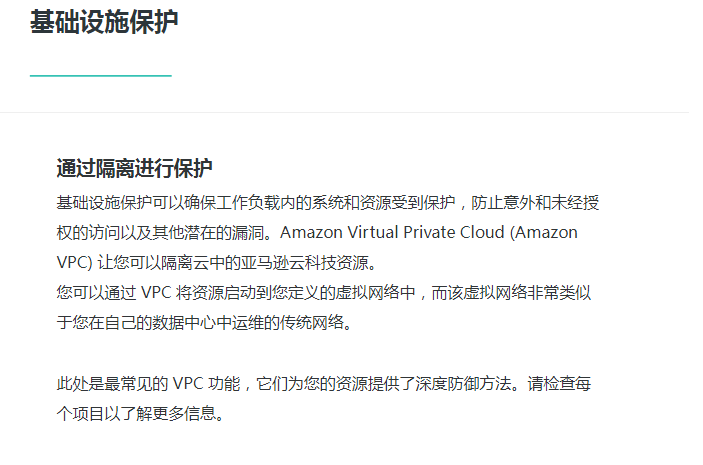 基础设施保护
通过隔离进行保护
基础设施保护可以确保工作负载内的系统和资源受到保护，防止意外和未经授
权的访问以及其他潜在的漏洞。Amazon Virtual Private Cloud (Amazon
VPC) 让您可以隔离云中的亚马逊云科技资源。
您可以通过 VPC 将资源启动到您定义的虚拟网络中，而该虚拟网络非常类似
于您在自己的数据中心中运维的传统网络。
此处是最常见的 VPC 功能，它们为您的资源提供了深度防御方法。请检查每
个项目以了解更多信息。